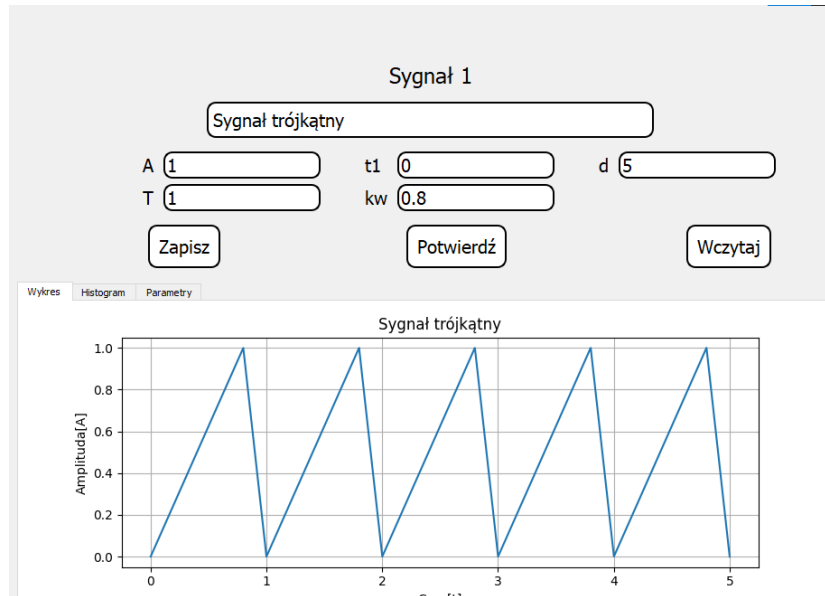 Sygnał 1
Sygnał trójkątny
A 1 t1 0 d 5
T 1 kw 0.8
Zapisz Potwierdź Wczytaj
Wykres Histogram Parametry
Sygnał trójkątny
1.0
0.8
0.6
0.4
0.2
0.0
Amplituda[A]
0 1 2 3 4 5